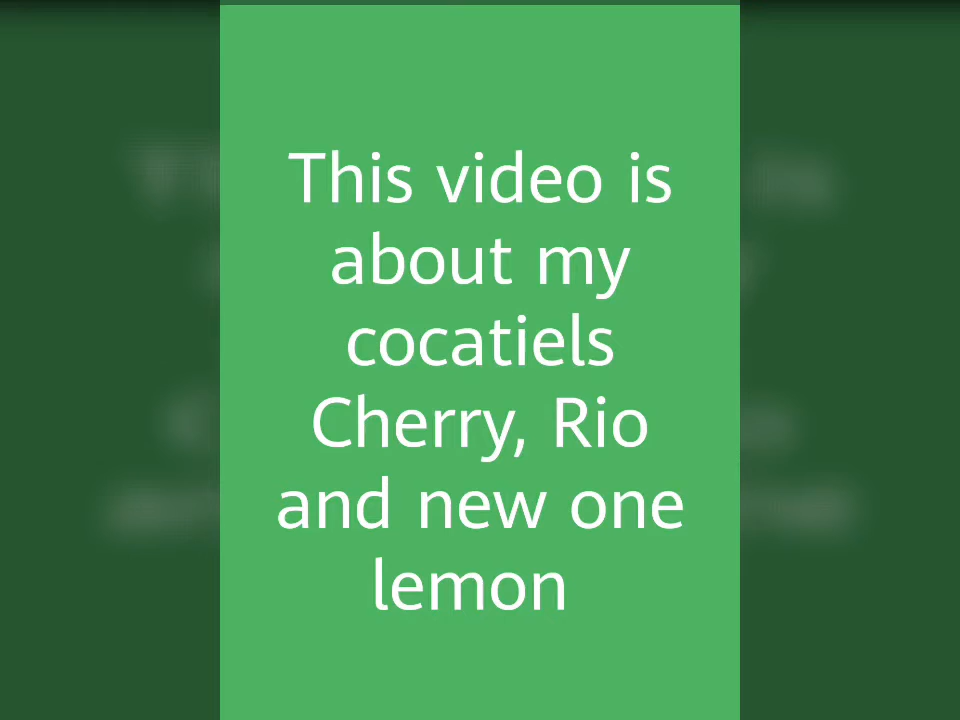 This video is
about my
cocatiels
Cherry, Rio
and new one
lemon